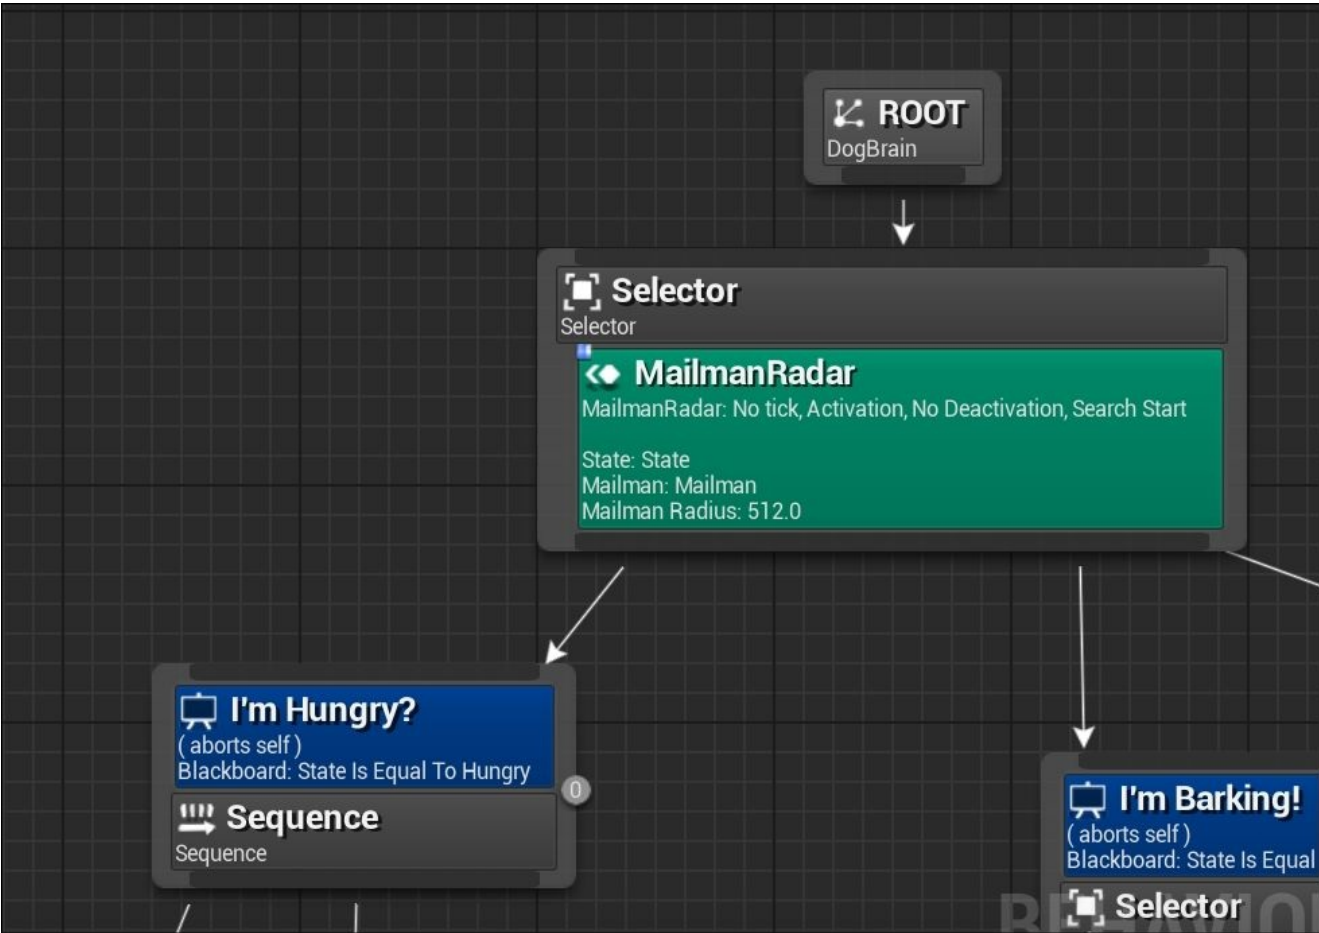 ROOT
DogBrain
Selector
Selector
MailmanRadar
MailmanRadar: No tick, Activation, No Deactivation, Search Start
State: State
Mailman: Mailman
Mailman Radius: 512.0
I'm Hungry?
( aborts self )
Blackboard: State Is Equal To Hungry
0
Sequence
Sequence
I'm Barking!
( aborts self )
Blackboard: State Is Equal
Selector